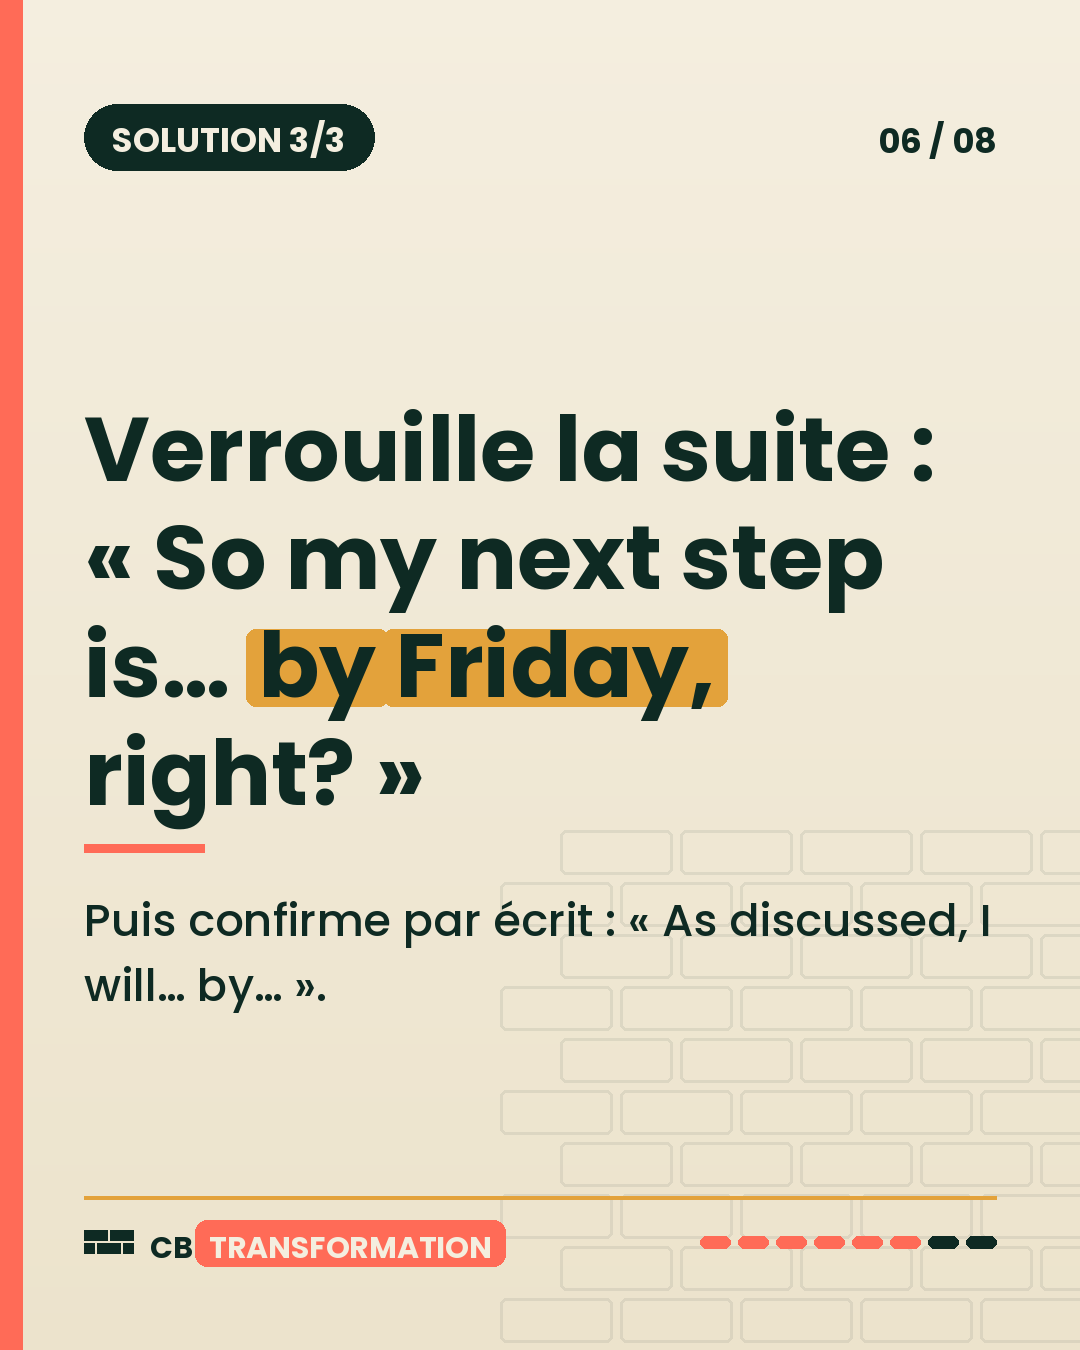 SOLUTION 3/3
06 / 08
Verrouille la suite :
« So my next step
is… by Friday,
right? »
Puis confirme par écrit : « As discussed, I
will… by… ».
CB TRANSFORMATION